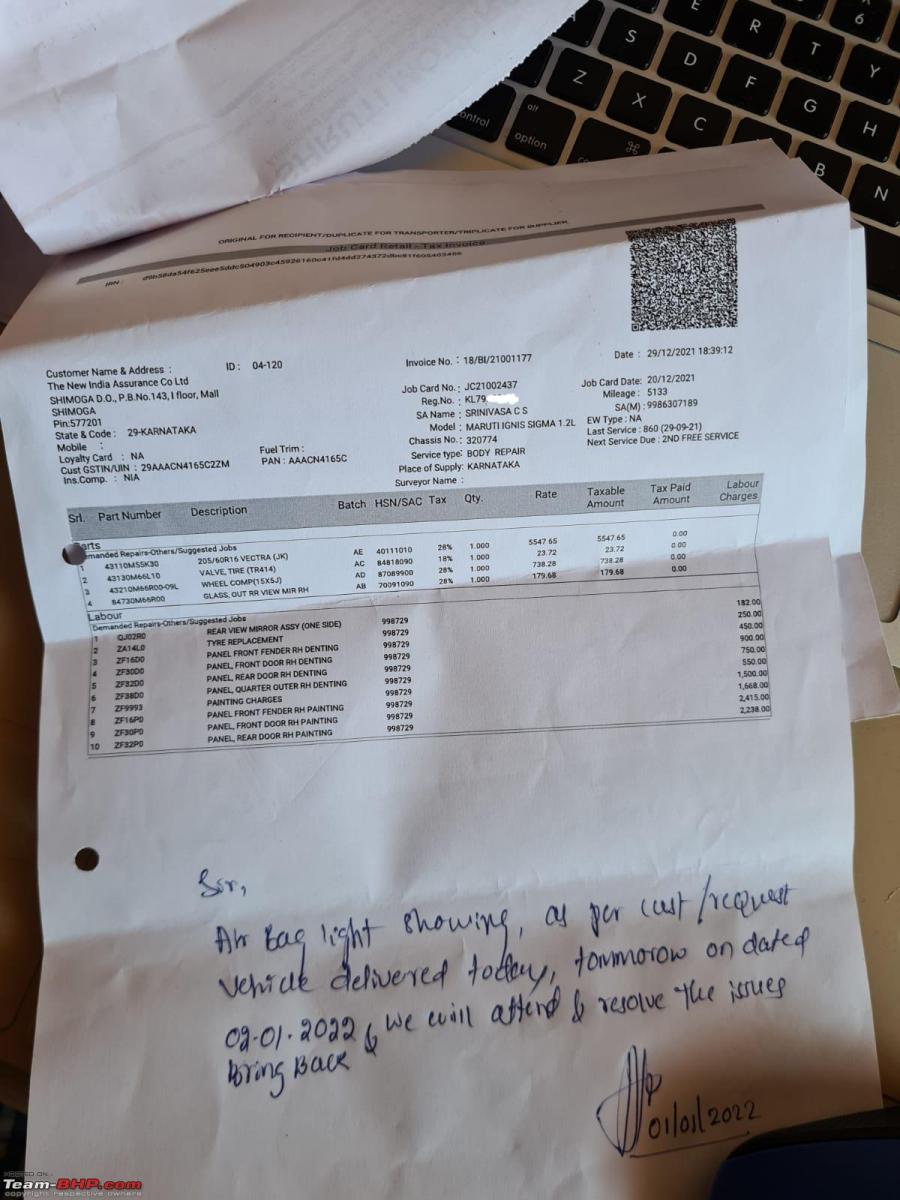 ORIGINAL FOR RECIPIENT/DUPLICATE FOR TRANSPORTER/TRIPLICATE FOR SUPPLIER
Job Card Retail - Tax Invoice
IRN :
Customer Name & Address : ID: 04-120
The New India Assurance Co Ltd
SHIMOGA D.O., P.B.No.143, I floor, Mall
SHIMOGA
Pin:577201
State & Code : 29-KARNATAKA
Mobile :
Loyalty Card : NA
Cust GSTIN/UIN : 29AAACN4165C2ZM
Ins.Comp. : NIA
Fuel Trim :
PAN : AAACN4165C
Invoice No. : 18/BI/21001177
Job Card No.: JC21002437
Reg.No. : KL79
SA Name : SRINIVASA C S
Model : MARUTI IGNIS SIGMA 1.2L
Chassis No.: 320774
Service type: BODY REPAIR
Place of Supply: KARNATAKA
Surveyor Name :
Date : 29/12/2021 18:39:12
Job Card Date: 20/12/2021
Mileage : 5133
SA(M) : 9986307189
EW Type : NA
Last Service : 860 (29-09-21)
Next Service Due : 2ND FREE SERVICE
Srl. Part Number Description Batch HSN/SAC Tax Qty. Rate Taxable Amount Tax Paid Amount Labour Charges
arts
emanded Repairs-Others/Suggested Jobs
1 43110M55K30 205/60R16 VECTRA (JK) AE 40111010 28% 1.000 5547.65 5547.65 0.00
2 43130M66L10 VALVE, TIRE (TR414) AC 84818090 18% 1.000 23.72 23.72 0.00
3 43210M66R00-09L WHEEL COMP(15X5J) AD 87089900 28% 1.000 738.28 738.28 0.00
4 84730M66R00 GLASS, OUT RR VIEW MIR RH AB 70091090 28% 1.000 179.68 179.68 0.00
Labour
Demanded Repairs-Others/Suggested Jobs
1 QJ02R0 REAR VIEW MIRROR ASSY (ONE SIDE) 998729 182.00
2 ZA14L0 TYRE REPLACEMENT 998729 250.00
3 ZF16D0 PANEL FRONT FENDER RH DENTING 998729 450.00
4 ZF30D0 PANEL, FRONT DOOR RH DENTING 998729 900.00
5 ZF32D0 PANEL, REAR DOOR RH DENTING 998729 750.00
6 ZF38D0 PANEL, QUARTER OUTER RH DENTING 998729 550.00
7 ZF9993 PAINTING CHARGES 998729 1,500.00
8 ZF16P0 PANEL FRONT FENDER RH PAINTING 998729 1,668.00
9 ZF30P0 PANEL, FRONT DOOR RH PAINTING 998729 2,415.00
10 ZF32P0 PANEL, REAR DOOR RH PAINTING 998729 2,238.00
Sir,
Air Bag light showing, as per cust/request
vehicle delivered today, tommorow on dated
02-01-2022 & we will attend & resolve the issues
Bring Back
01/01/2022
E R T Y 6
S D F G H
Z X C B N
control alt option ⌘
Team-BHP.com
copyright respective owners